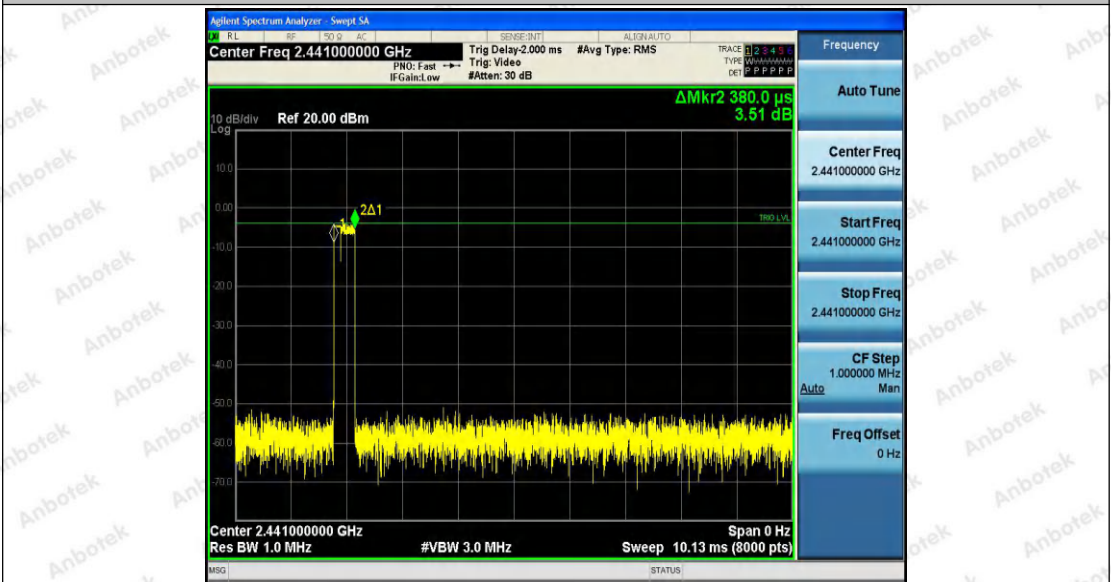 Agilent Spectrum Analyzer - Swept SA
RL RF 50 Ω AC SENSE:INT ALIGN AUTO
Center Freq 2.441000000 GHz
PNO: Fast
IFGain:Low
Trig Delay-2.000 ms
Trig: Video
#Atten: 30 dB
#Avg Type: RMS
TRACE 1 2 3 4 5 6
TYPE
DET P P P P P P
ΔMkr2 380.0 µs
3.51 dB
10 dB/div Ref 20.00 dBm
Log
10.0
0.00
-10.0
-20.0
-30.0
-40.0
-50.0
-60.0
-70.0
1
2Δ1
TRIG LVL
Center 2.441000000 GHz
Span 0 Hz
Res BW 1.0 MHz
#VBW 3.0 MHz
Sweep 10.13 ms (8000 pts)
MSG
STATUS
Frequency
Auto Tune
Center Freq
2.441000000 GHz
Start Freq
2.441000000 GHz
Stop Freq
2.441000000 GHz
CF Step
1.000000 MHz
Auto Man
Freq Offset
0 Hz
Anbotek